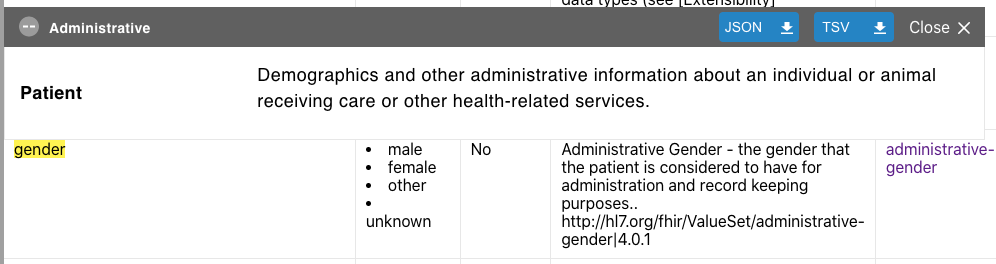 data types (see [Extensibility]
Administrative JSON TSV Close
Patient
Demographics and other administrative information about an individual or animal
receiving care or other health-related services.
gender
• male
• female
• other
•
unknown
No
Administrative Gender - the gender that
the patient is considered to have for
administration and record keeping
purposes..
http://hl7.org/fhir/ValueSet/administrative-
gender|4.0.1
administrative-
gender